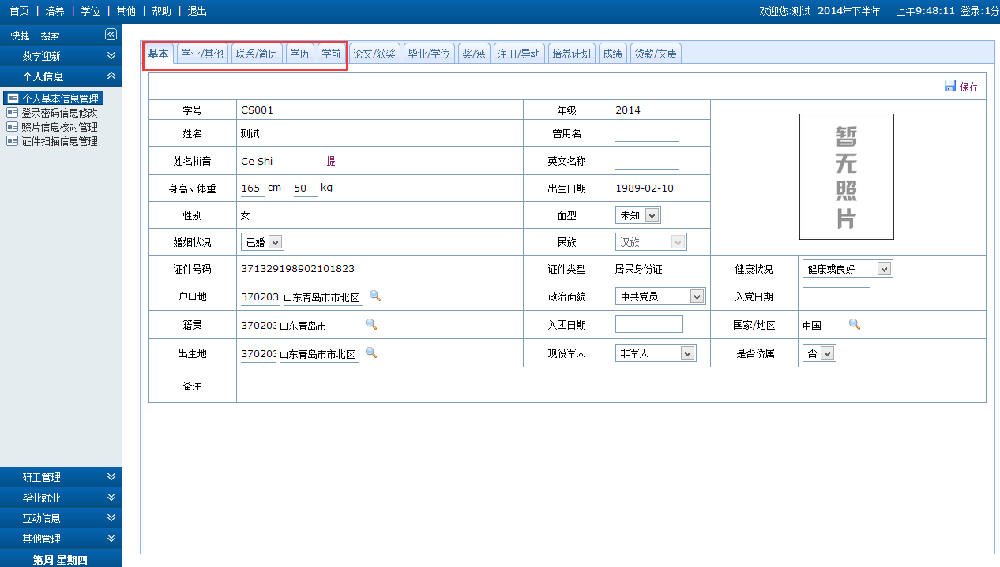 首页 | 培养 | 学位 | 其他 | 帮助 | 退出 欢迎您:测试 2014年下半年 上午9:48:11 登录:1分
快捷 搜索
数字迎新
个人信息
个人基本信息管理
登录密码信息修改
照片信息核对管理
证件扫描信息管理
研工管理
毕业就业
互动信息
其他管理
第周 星期四
基本 学业/其他 联系/简历 学历 学前 论文/获奖 毕业/学位 奖/惩 注册/异动 培养计划 成绩 贷款/交费
保存
学号 CS001 年级 2014
姓名 测试 曾用名
姓名拼音 Ce Shi 提 英文名称
身高、体重 165 cm 50 kg 出生日期 1989-02-10
性别 女 血型 未知
婚姻状况 已婚 民族 汉族
暂无照片
证件号码 371329198902101823 证件类型 居民身份证 健康状况 健康或良好
户口地 370203 山东青岛市市北区 政治面貌 中共党员 入党日期
籍贯 370203 山东青岛市 入团日期 国家/地区 中国
出生地 370203 山东青岛市市北区 现役军人 非军人 是否侨属 否
备注